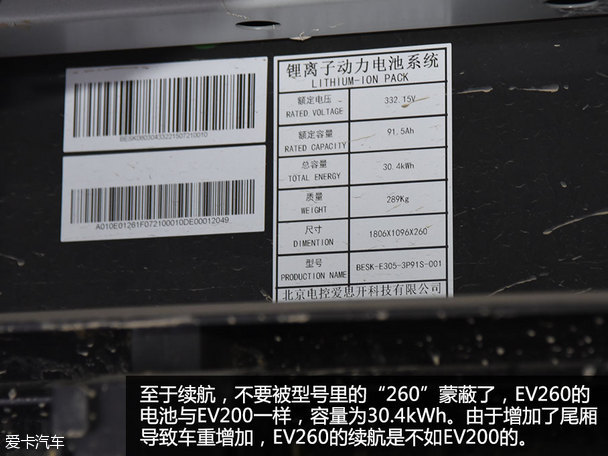 BESK06030433221507210010
A010E01261F072100010DE00012049
锂离子动力电池系统
LITHIUM-ION PACK
额定电压
RATED VOLTAGE
332.15V
额定容量
RATED CAPACITY
91.5Ah
总容量
TOTAL ENERGY
30.4kWh
质量
WEIGHT
289Kg
尺寸
DIMENTION
1806X1096X260
型号
PRODUCTION NAME
BESK-E305-3P91S-001
北京电控爱思开科技有限公司
至于续航，不要被型号里的“260”蒙蔽了，EV260的
电池与EV200一样，容量为30.4kWh。由于增加了尾厢
导致车重增加，EV260的续航是不如EV200的。
爱卡汽车